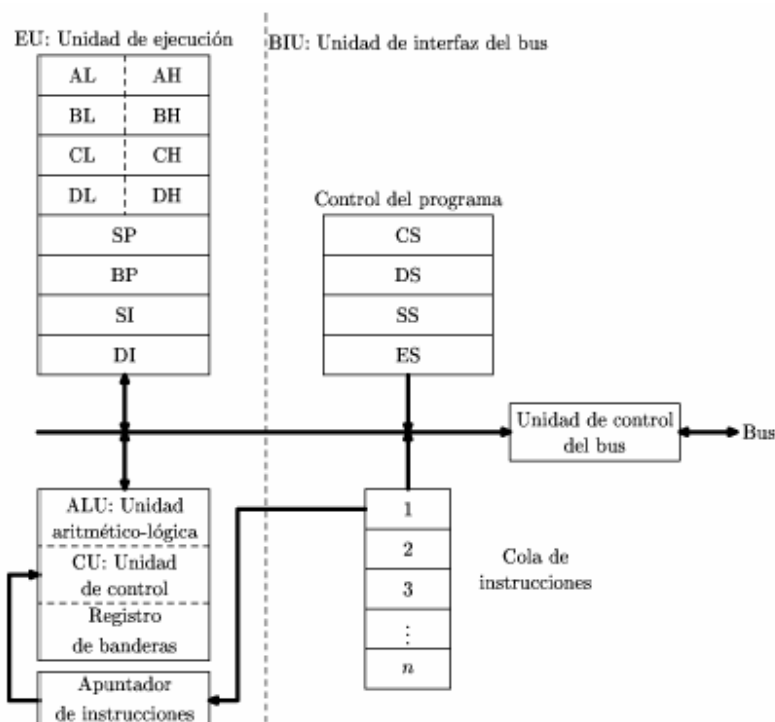 EU: Unidad de ejecución
BIU: Unidad de interfaz del bus
AL AH
BL BH
CL CH
DL DH
SP
BP
SI
DI
Control del programa
CS
DS
SS
ES
Unidad de control
del bus
Bus
ALU: Unidad
aritmético-lógica
CU: Unidad
de control
Registro
de banderas
Apuntador
de instrucciones
1
2
3
⋮
n
Cola de
instrucciones